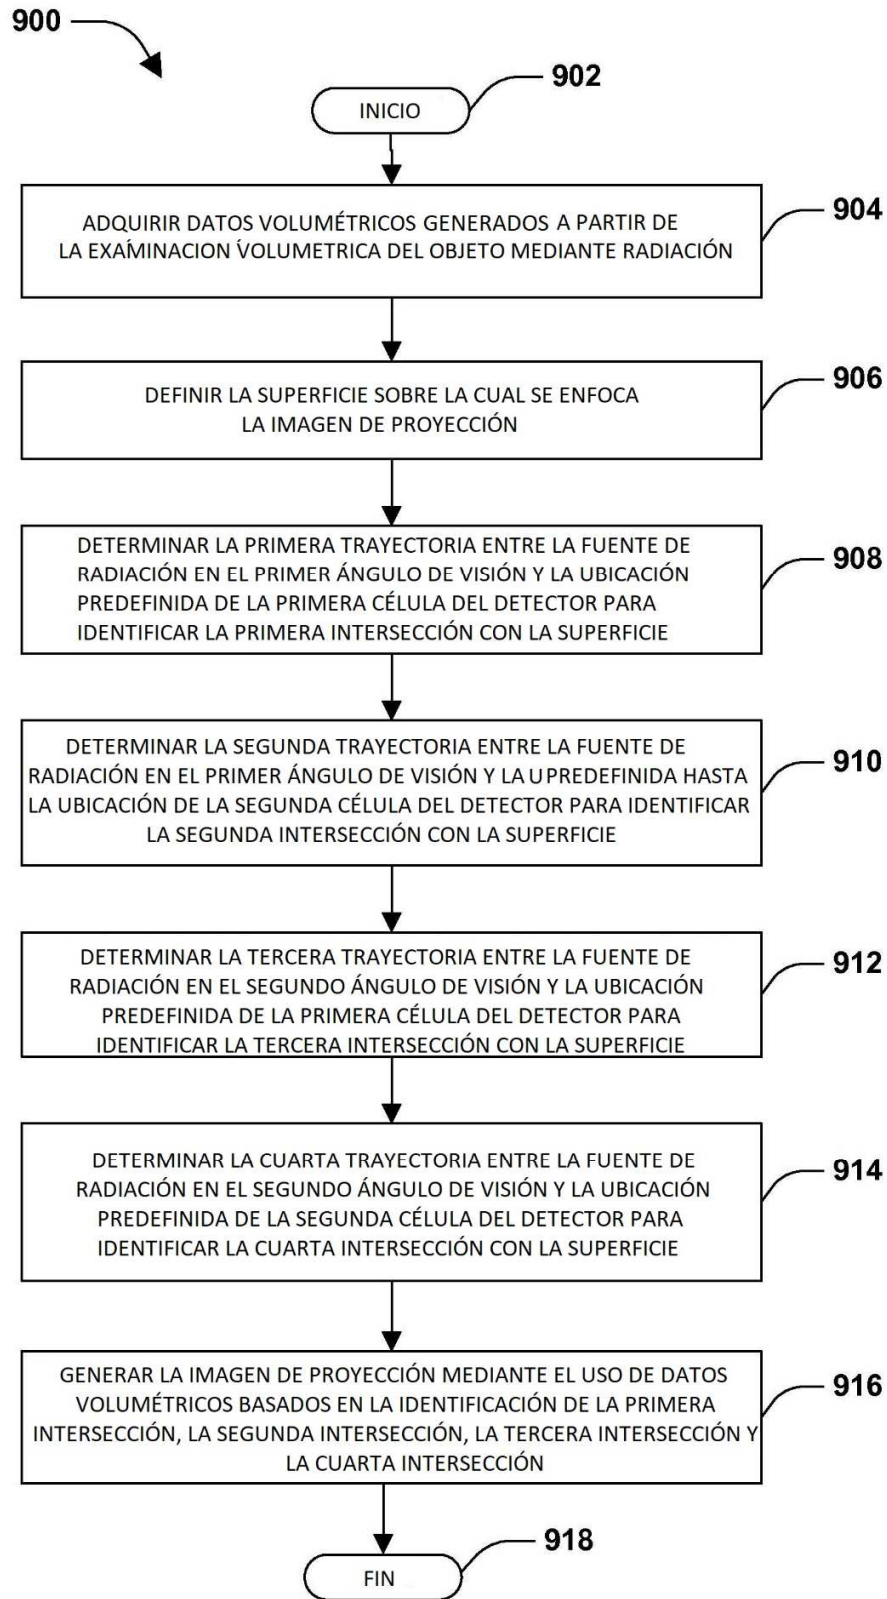 900
902
INICIO
904
ADQUIRIR DATOS VOLUMÉTRICOS GENERADOS A PARTIR DE
LA EXAḾINACION V́OLUMETRICA DEL OBJETO MEDIANTE RADIACIÓN
906
DEFINIR LA SUPERFICIE SOBRE LA CUAL SE ENFOCA
LA IMAGEN DE PROYECCIÓN
908
DETERMINAR LA PRIMERA TRAYECTORIA ENTRE LA FUENTE DE
RADIACIÓN EN EL PRIMER ÁNGULO DE VISIÓN Y LA UBICACIÓN
PREDEFINIDA DE LA PRIMERA CÉLULA DEL DETECTOR PARA
IDENTIFICAR LA PRIMERA INTERSECCIÓN CON LA SUPERFICIE
910
DETERMINAR LA SEGUNDA TRAYECTORIA ENTRE LA FUENTE DE
RADIACIÓN EN EL PRIMER ÁNGULO DE VISIÓN Y LA UPREDEFINIDA HASTA
LA UBICACIÓN DE LA SEGUNDA CÉLULA DEL DETECTOR PARA IDENTIFICAR
LA SEGUNDA INTERSECCIÓN CON LA SUPERFICIE
912
DETERMINAR LA TERCERA TRAYECTORIA ENTRE LA FUENTE DE
RADIACIÓN EN EL SEGUNDO ÁNGULO DE VISIÓN Y LA UBICACIÓN
PREDEFINIDA DE LA PRIMERA CÉLULA DEL DETECTOR PARA
IDENTIFICAR LA TERCERA INTERSECCIÓN CON LA SUPERFICIE
914
DETERMINAR LA CUARTA TRAYECTORIA ENTRE LA FUENTE DE
RADIACIÓN EN EL SEGUNDO ÁNGULO DE VISIÓN Y LA UBICACIÓN
PREDEFINIDA DE LA SEGUNDA CÉLULA DEL DETECTOR PARA
IDENTIFICAR LA CUARTA INTERSECCIÓN CON LA SUPERFICIE
916
GENERAR LA IMAGEN DE PROYECCIÓN MEDIANTE EL USO DE DATOS
VOLUMÉTRICOS BASADOS EN LA IDENTIFICACIÓN DE LA PRIMERA
INTERSECCIÓN, LA SEGUNDA INTERSECCIÓN, LA TERCERA INTERSECCIÓN Y
LA CUARTA INTERSECCIÓN
918
FIN